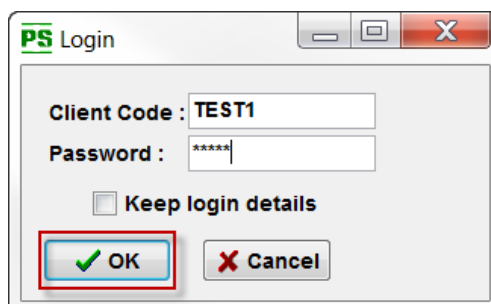 PS Login
Client Code : TEST1
Password : *****
Keep login details
OK Cancel